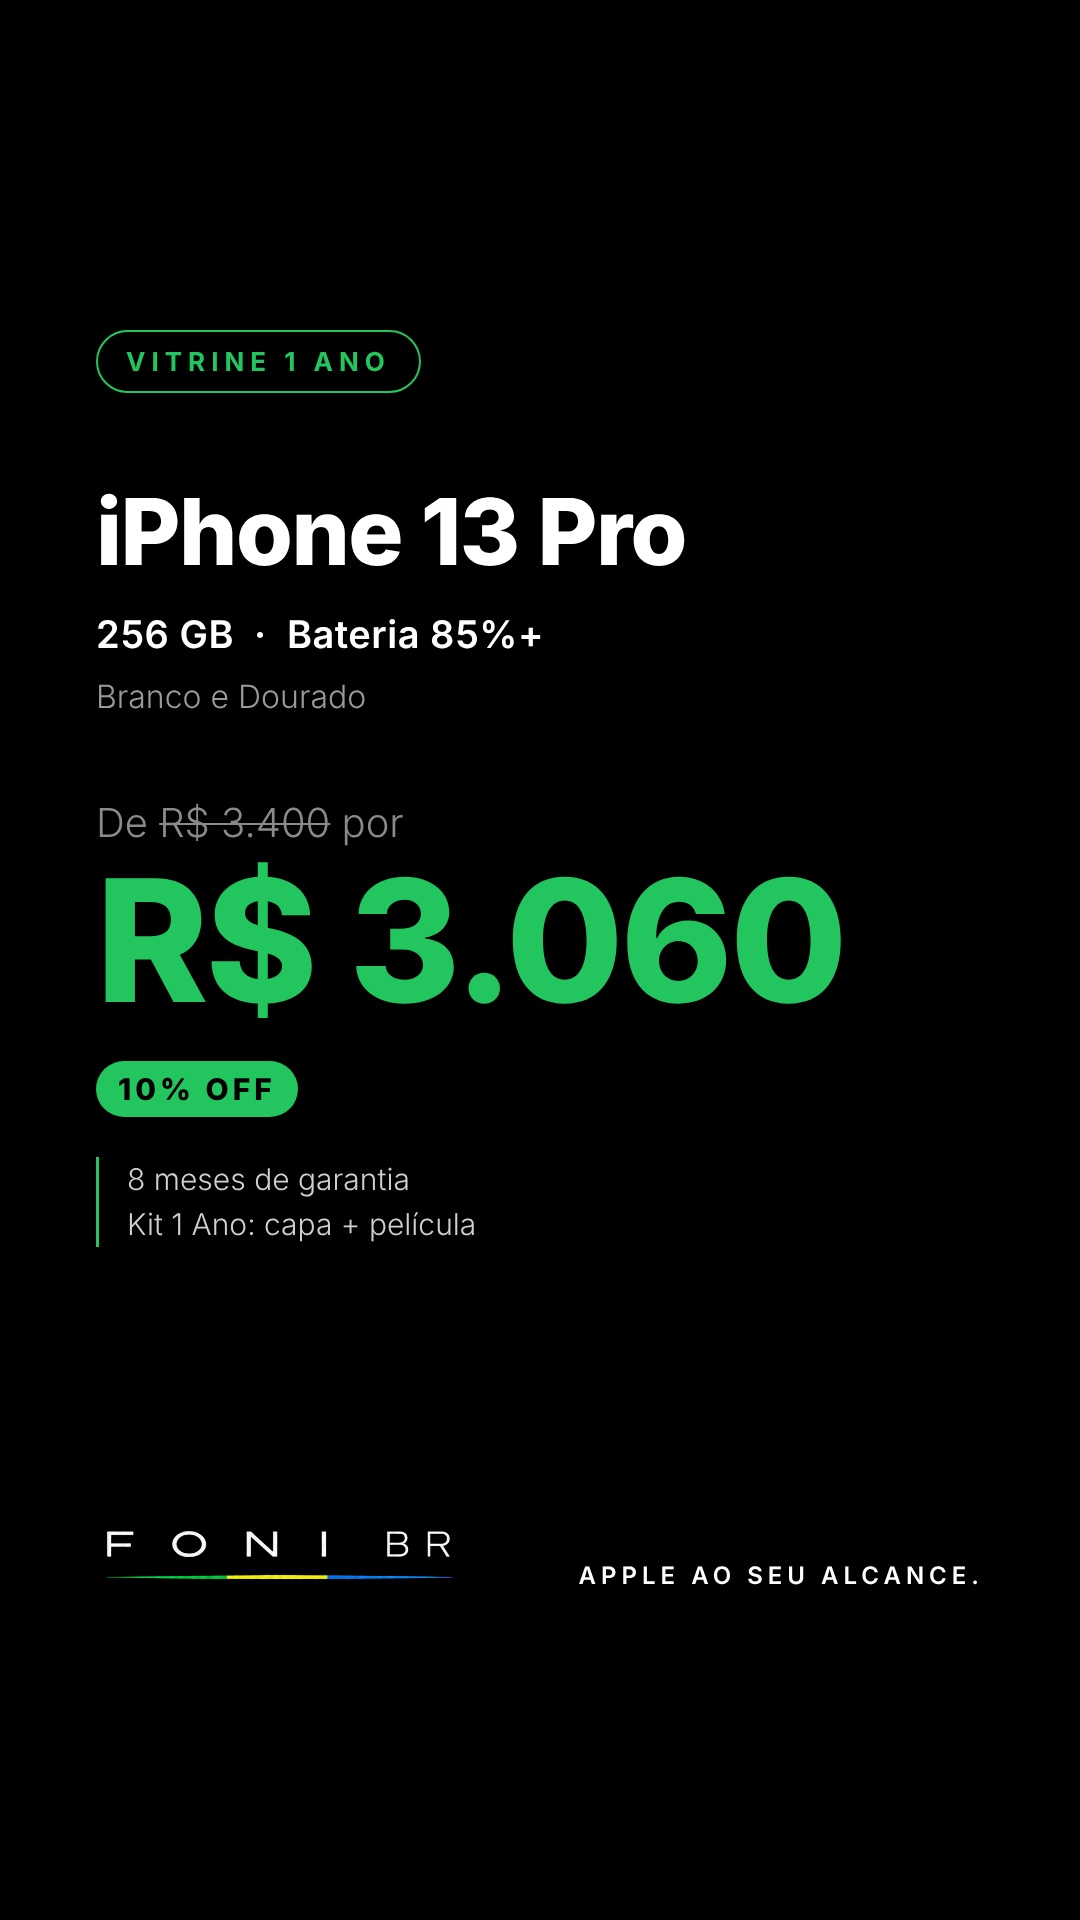 VITRINE 1 ANO
iPhone 13 Pro
256 GB · Bateria 85%+
Branco e Dourado
De R$ 3.400 por
R$ 3.060
10% OFF
8 meses de garantia
Kit 1 Ano: capa + película
FONI BR
APPLE AO SEU ALCANCE.